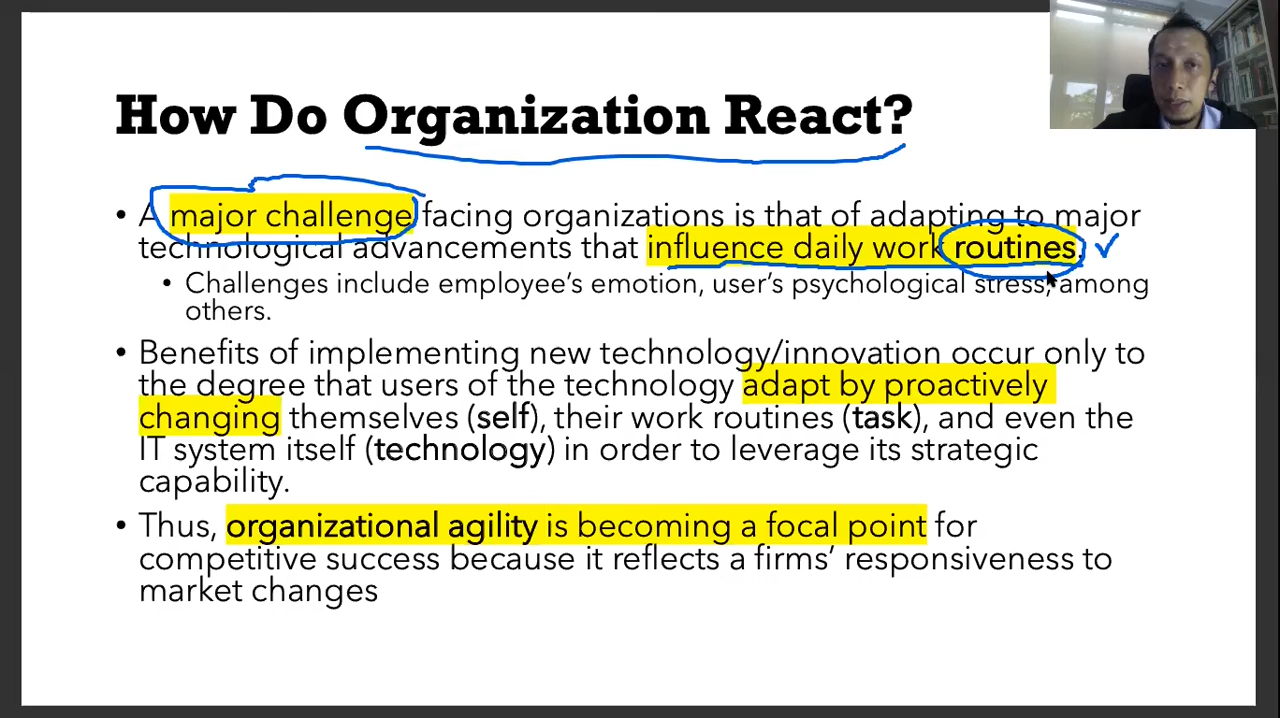 How Do Organization React?
• A major challenge facing organizations is that of adapting to major
technological advancements that influence daily work routines.
• Challenges include employee's emotion, user's psychological stress, among
others.
• Benefits of implementing new technology/innovation occur only to
the degree that users of the technology adapt by proactively
changing themselves (self), their work routines (task), and even the
IT system itself (technology) in order to leverage its strategic
capability.
• Thus, organizational agility is becoming a focal point for
competitive success because it reflects a firms' responsiveness to
market changes